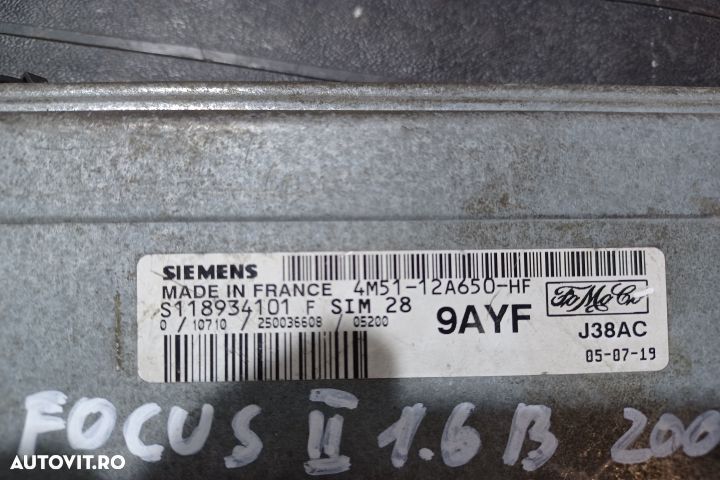 SIEMENS
MADE IN FRANCE 4M51-12A650-HF
S118934101 F SIM 28
0 / 10710 / 250036608 / 05200
9AYF
FoMoCo
J38AC
05-07-19
FOCUS II 1.6 B 200
AUTOVIT.RO